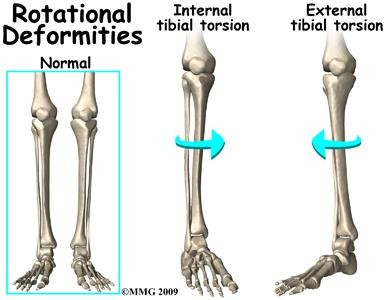 Rotational
Deformities
Normal
Internal
tibial torsion
External
tibial torsion
©MMG 2009